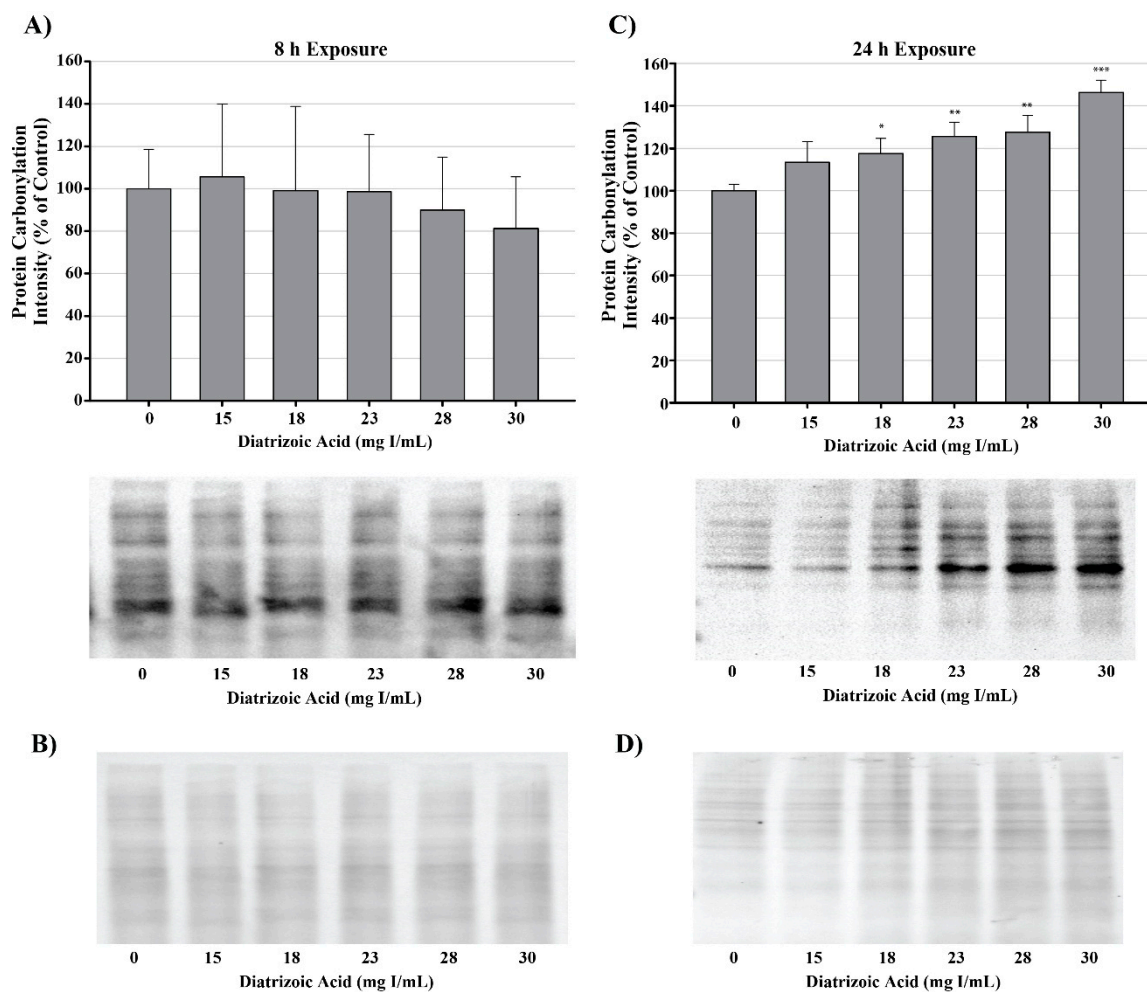 A)
8 h Exposure
Protein Carbonylation
Intensity (% of Control)
160
140
120
100
80
60
40
20
0
0 15 18 23 28 30
Diatrizoic Acid (mg I/mL)
0 15 18 23 28 30
Diatrizoic Acid (mg I/mL)
B)
0 15 18 23 28 30
Diatrizoic Acid (mg I/mL)
C)
24 h Exposure
Protein Carbonylation
Intensity (% of Control)
160
140
120
100
80
60
40
20
0
*
**
**
***
0 15 18 23 28 30
Diatrizoic Acid (mg I/mL)
0 15 18 23 28 30
Diatrizoic Acid (mg I/mL)
D)
0 15 18 23 28 30
Diatrizoic Acid (mg I/mL)